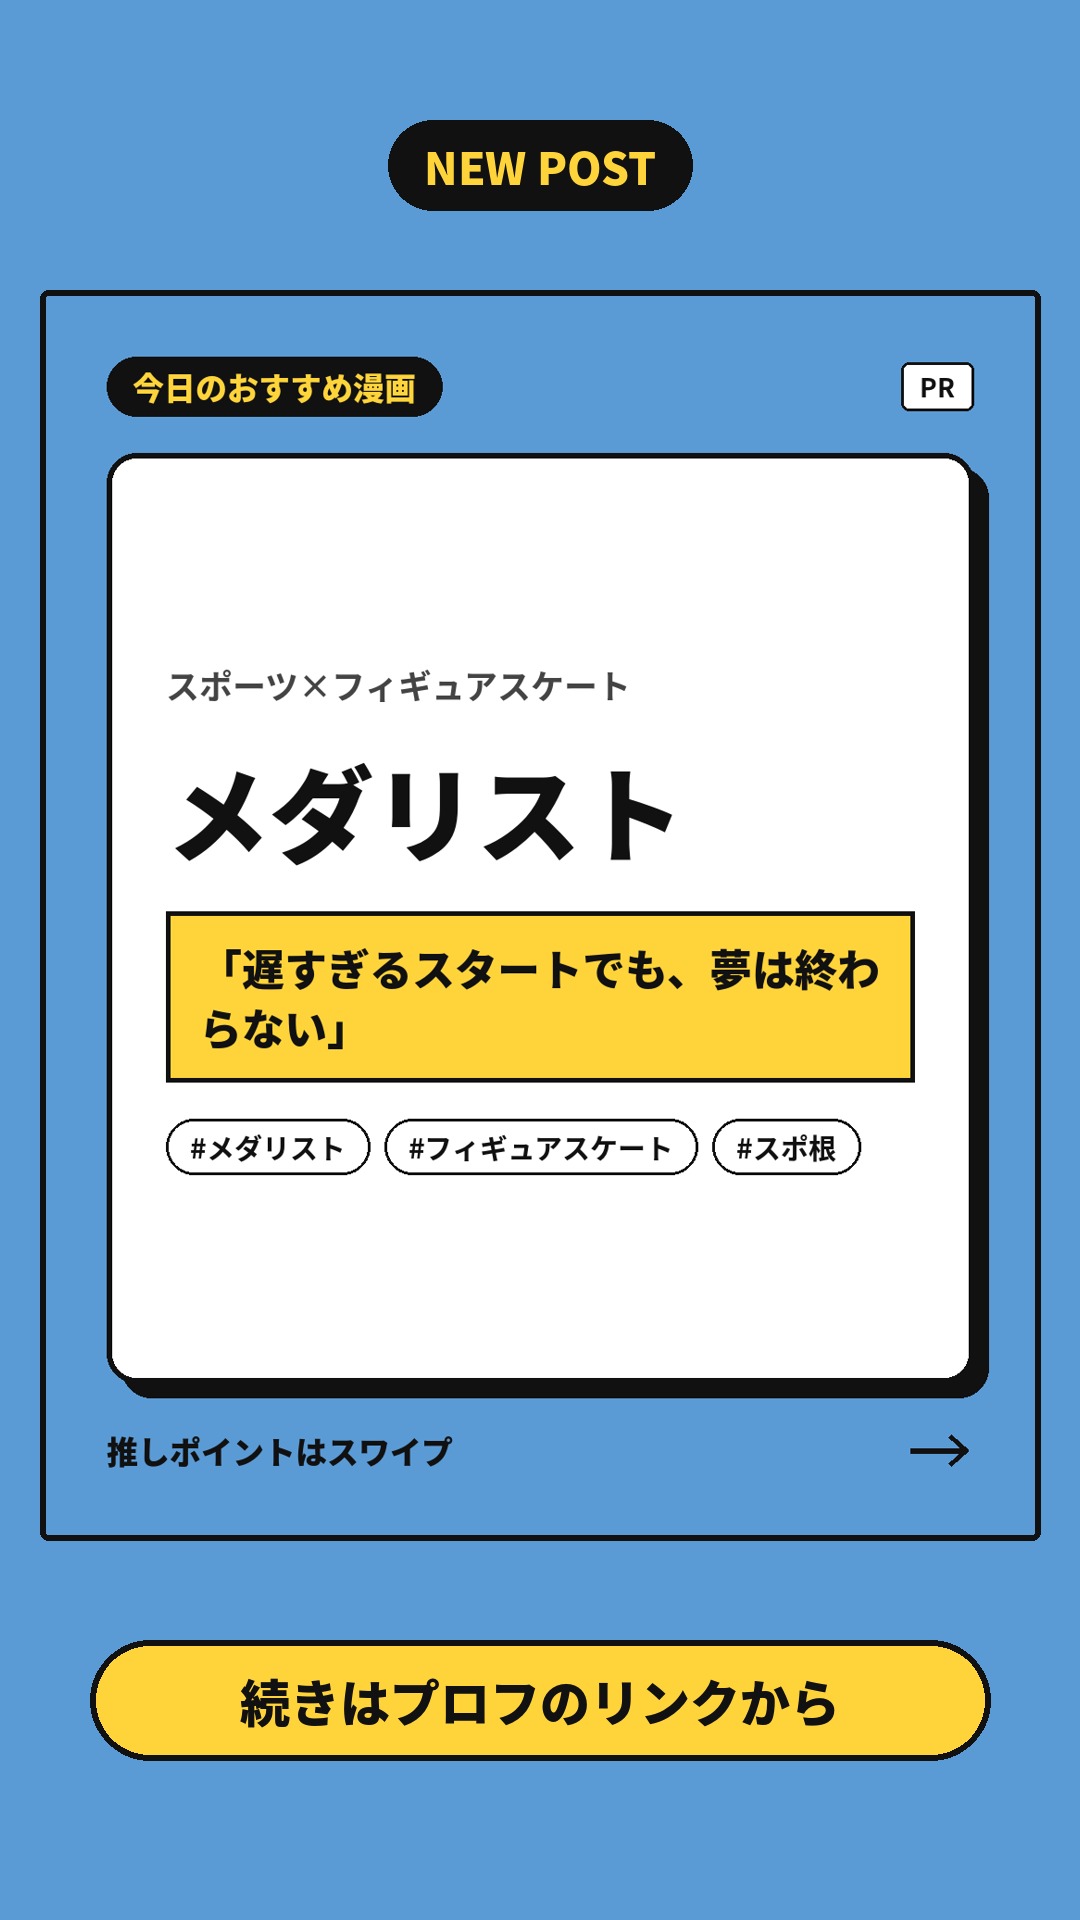 NEW POST
今日のおすすめ漫画
PR
スポーツ×フィギュアスケート
メダリスト
「遅すぎるスタートでも、夢は終わ
らない」
#メダリスト #フィギュアスケート #スポ根
推しポイントはスワイプ
続きはプロフのリンクから